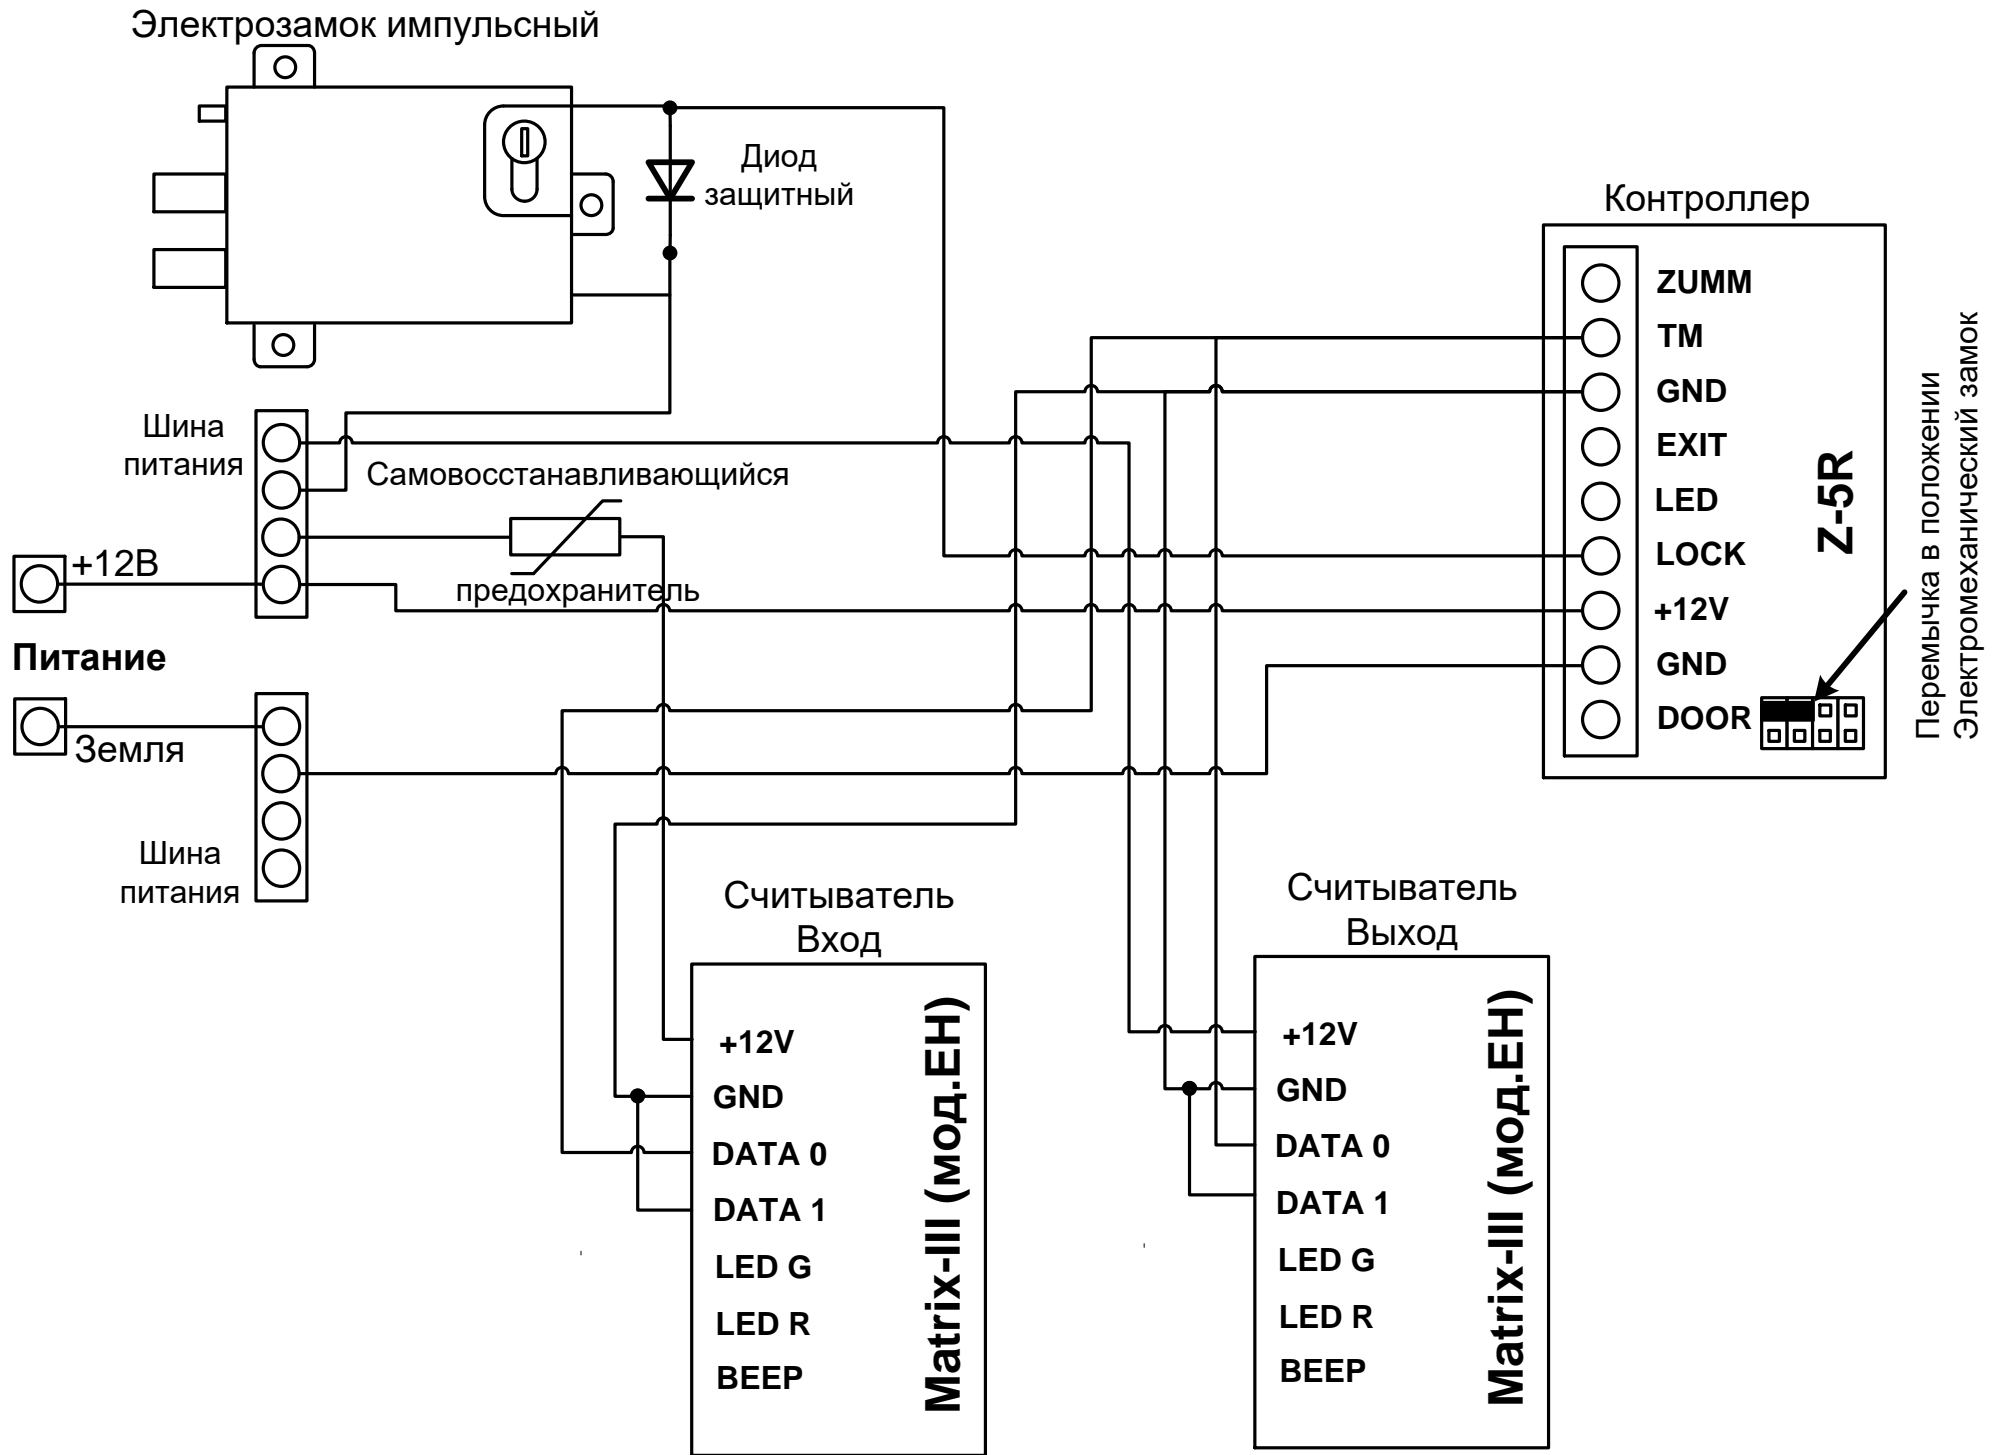 Электрозамок импульсный
Диод
защитный
Контроллер
ZUMM
TM
GND
EXIT
LED
LOCK
+12V
GND
DOOR
Z-5R
Перемычка в положении
Электромеханический замок
Шина
питания
Самовосстанавливающийся
предохранитель
+12В
Питание
Земля
Шина
питания
Считыватель
Вход
+12V
GND
DATA 0
DATA 1
LED G
LED R
BEEP
Matrix-III (мод.EH)
Считыватель
Выход
+12V
GND
DATA 0
DATA 1
LED G
LED R
BEEP
Matrix-III (мод.EH)